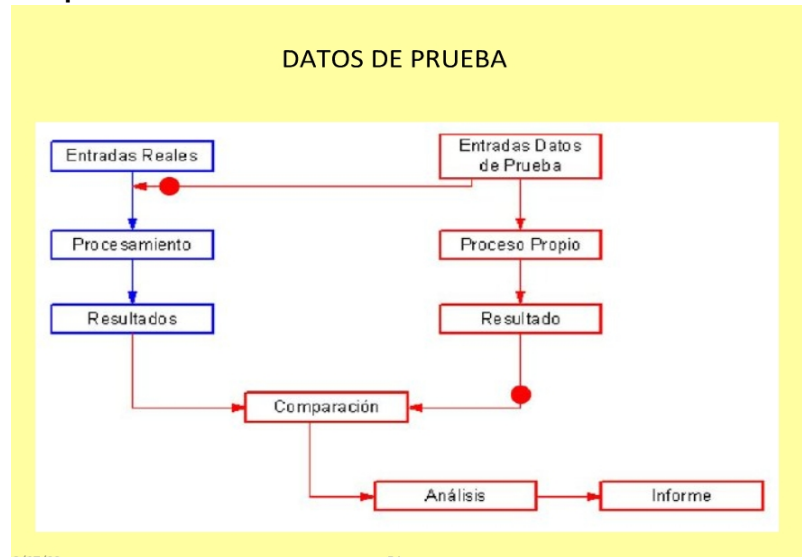 DATOS DE PRUEBA
Entradas Reales
Entradas Datos
de Prueba
Procesamiento
Proceso Propio
Resultados
Resultado
Comparación
Análisis
Informe